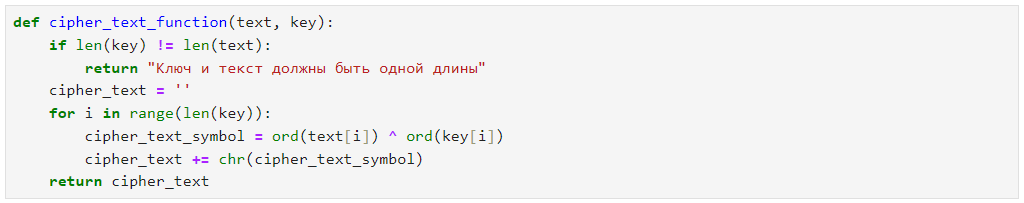 def cipher_text_function(text, key):
    if len(key) != len(text):
        return "Ключ и текст должны быть одной длины"
    cipher_text = ''
    for i in range(len(key)):
        cipher_text_symbol = ord(text[i]) ^ ord(key[i])
        cipher_text += chr(cipher_text_symbol)
    return cipher_text